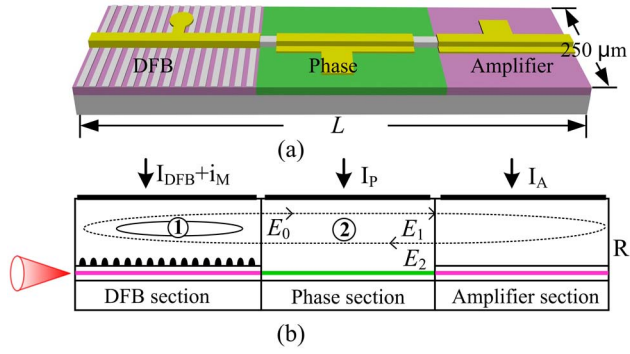 DFB
Phase
Amplifier
250 μm
L
(a)
I_DFB+i_M
I_P
I_A
① ② E_0 E_1
E_2
R
DFB section
Phase section
Amplifier section
(b)